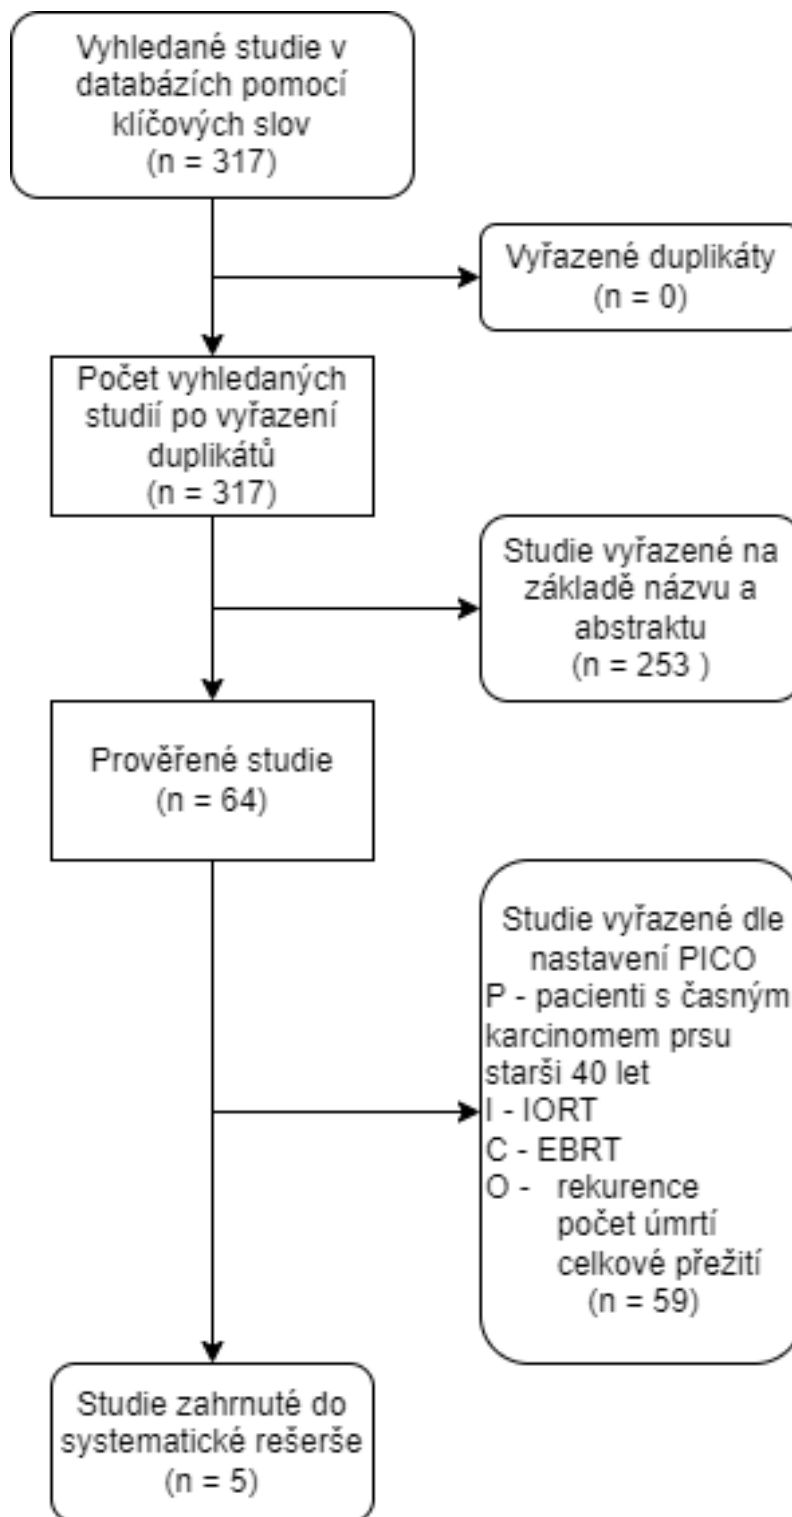 Vyhledané studie v
databázích pomocí
klíčových slov
(n = 317)
Vyřazené duplikáty
(n = 0)
Počet vyhledaných
studií po vyřazení
duplikátů
(n = 317)
Studie vyřazené na
základě názvu a
abstraktu
(n = 253 )
Prověřené studie
(n = 64)
Studie vyřazené dle
nastavení PICO
P - pacienti s časným
karcinomem prsu
starši 40 let
I - IORT
C - EBRT
O - rekurence
počet úmrtí
celkové přežití
(n = 59)
Studie zahrnuté do
systematické rešerše
(n = 5)